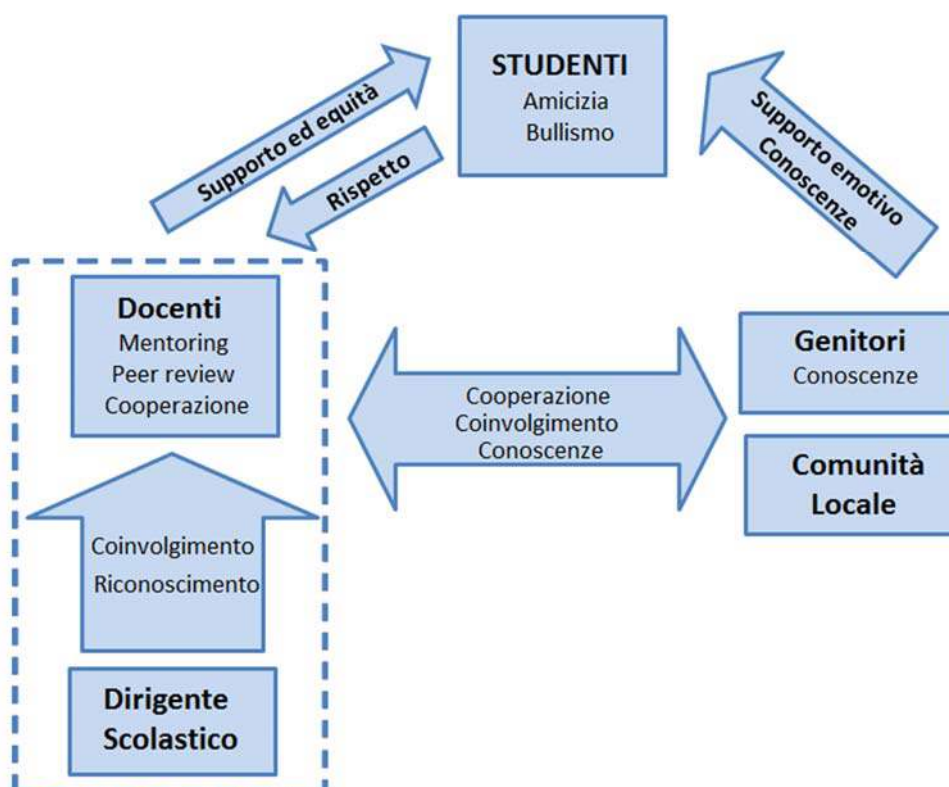 STUDENTI
Amicizia
Bullismo
Supporto ed equità
Rispetto
Supporto emotivo
Conoscenze
Docenti
Mentoring
Peer review
Cooperazione
Cooperazione
Coinvolgimento
Conoscenze
Genitori
Conoscenze
Comunità
Locale
Coinvolgimento
Riconoscimento
Dirigente
Scolastico